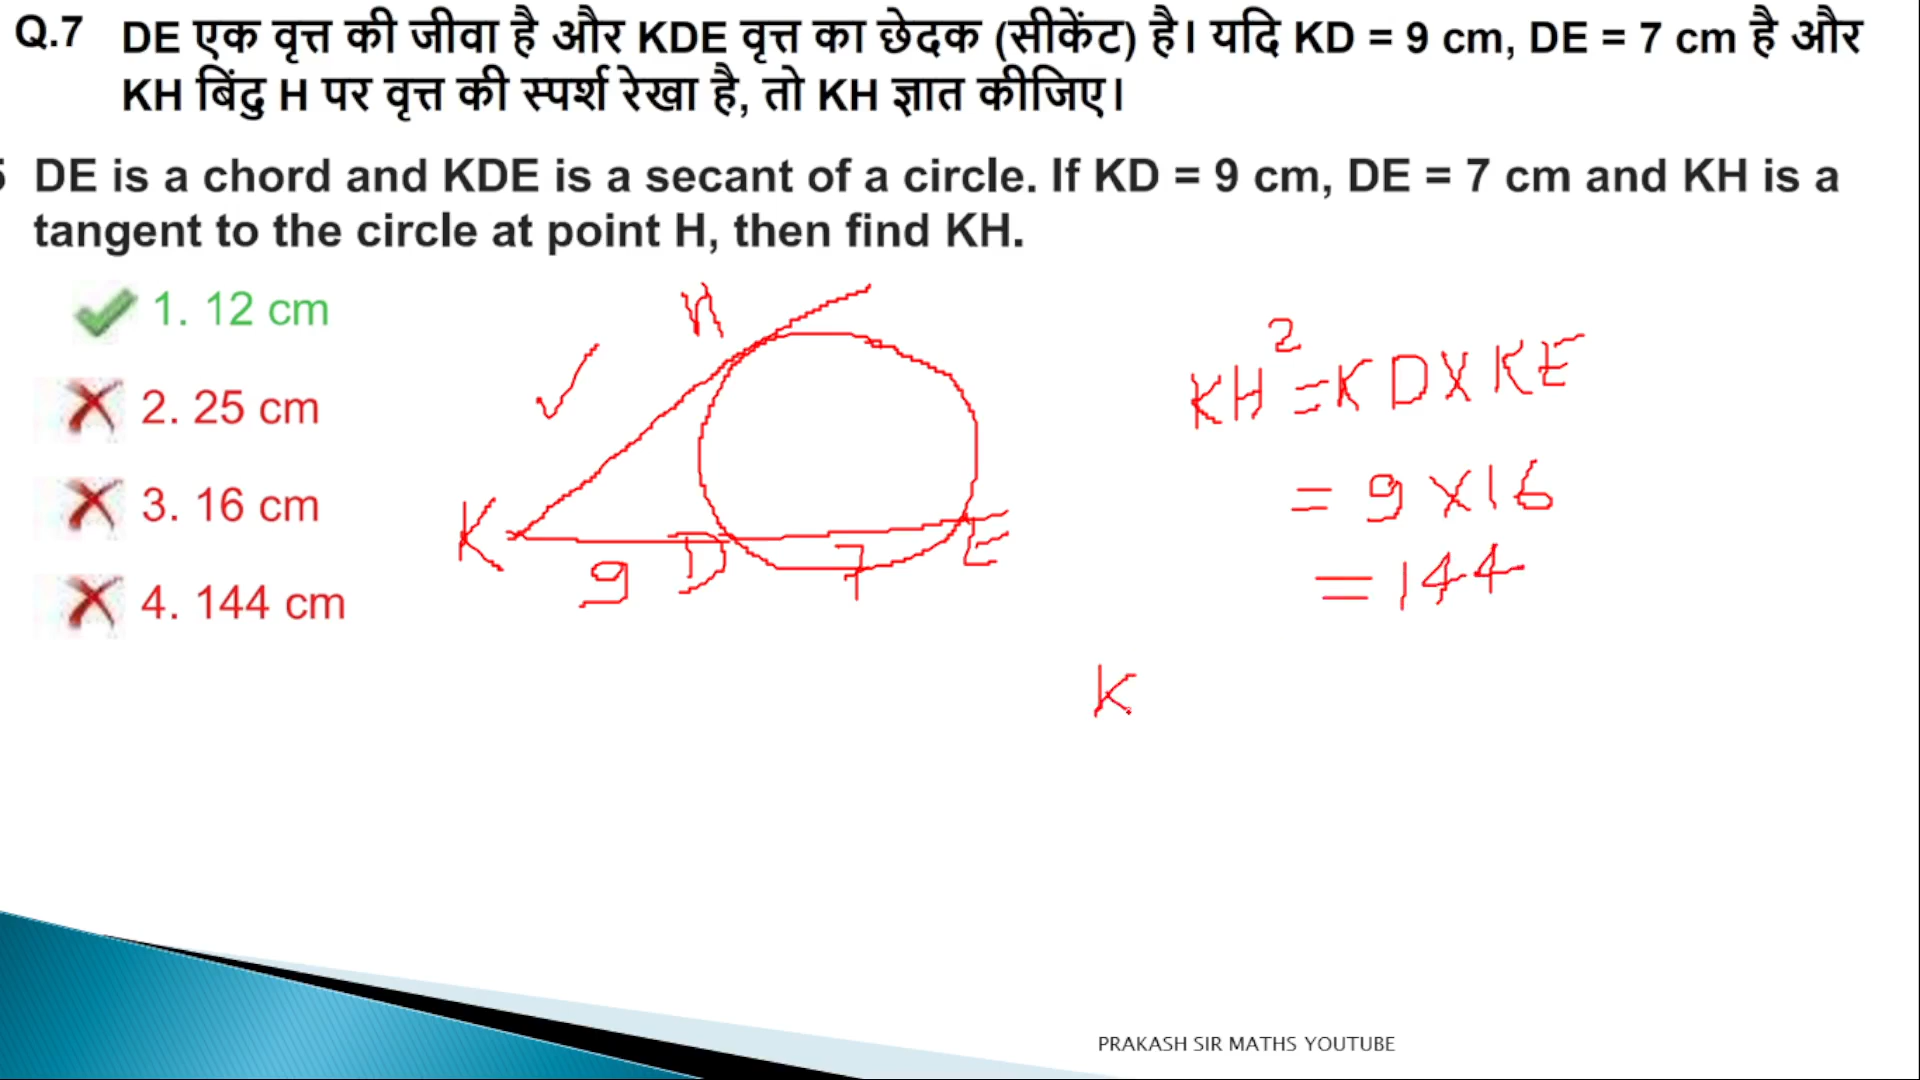 Q.7 DE एक वृत्त की जीवा है और KDE वृत्त का छेदक (सीकेंट) है। यदि KD = 9 cm, DE = 7 cm है और
KH बिंदु H पर वृत्त की स्पर्श रेखा है, तो KH ज्ञात कीजिए।
DE is a chord and KDE is a secant of a circle. If KD = 9 cm, DE = 7 cm and KH is a
tangent to the circle at point H, then find KH.
1. 12 cm
2. 25 cm
3. 16 cm
4. 144 cm
K
9
D
7
E
KH² = KD X KE
= 9 X 16
= 144
K
PRAKASH SIR MATHS YOUTUBE